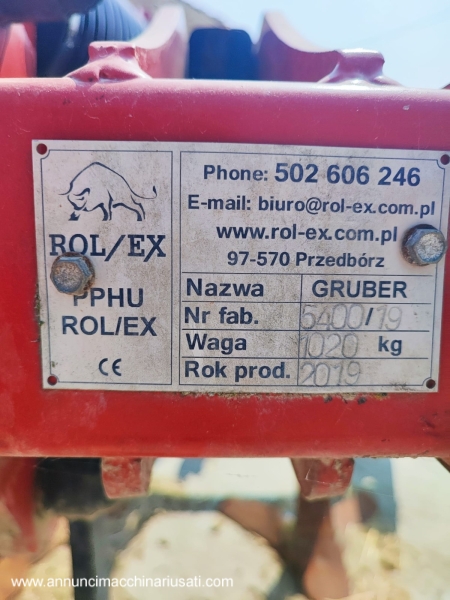 ROL/EX
PPHU
ROL/EX
CE
Phone: 502 606 246
E-mail: biuro@rol-ex.com.pl
www.rol-ex.com.pl
97-570 Przedbórz
Nazwa GRUBER
Nr fab. 5400/19
Waga 1020 kg
Rok prod. 2019
www.annuncimacchinariusati.com